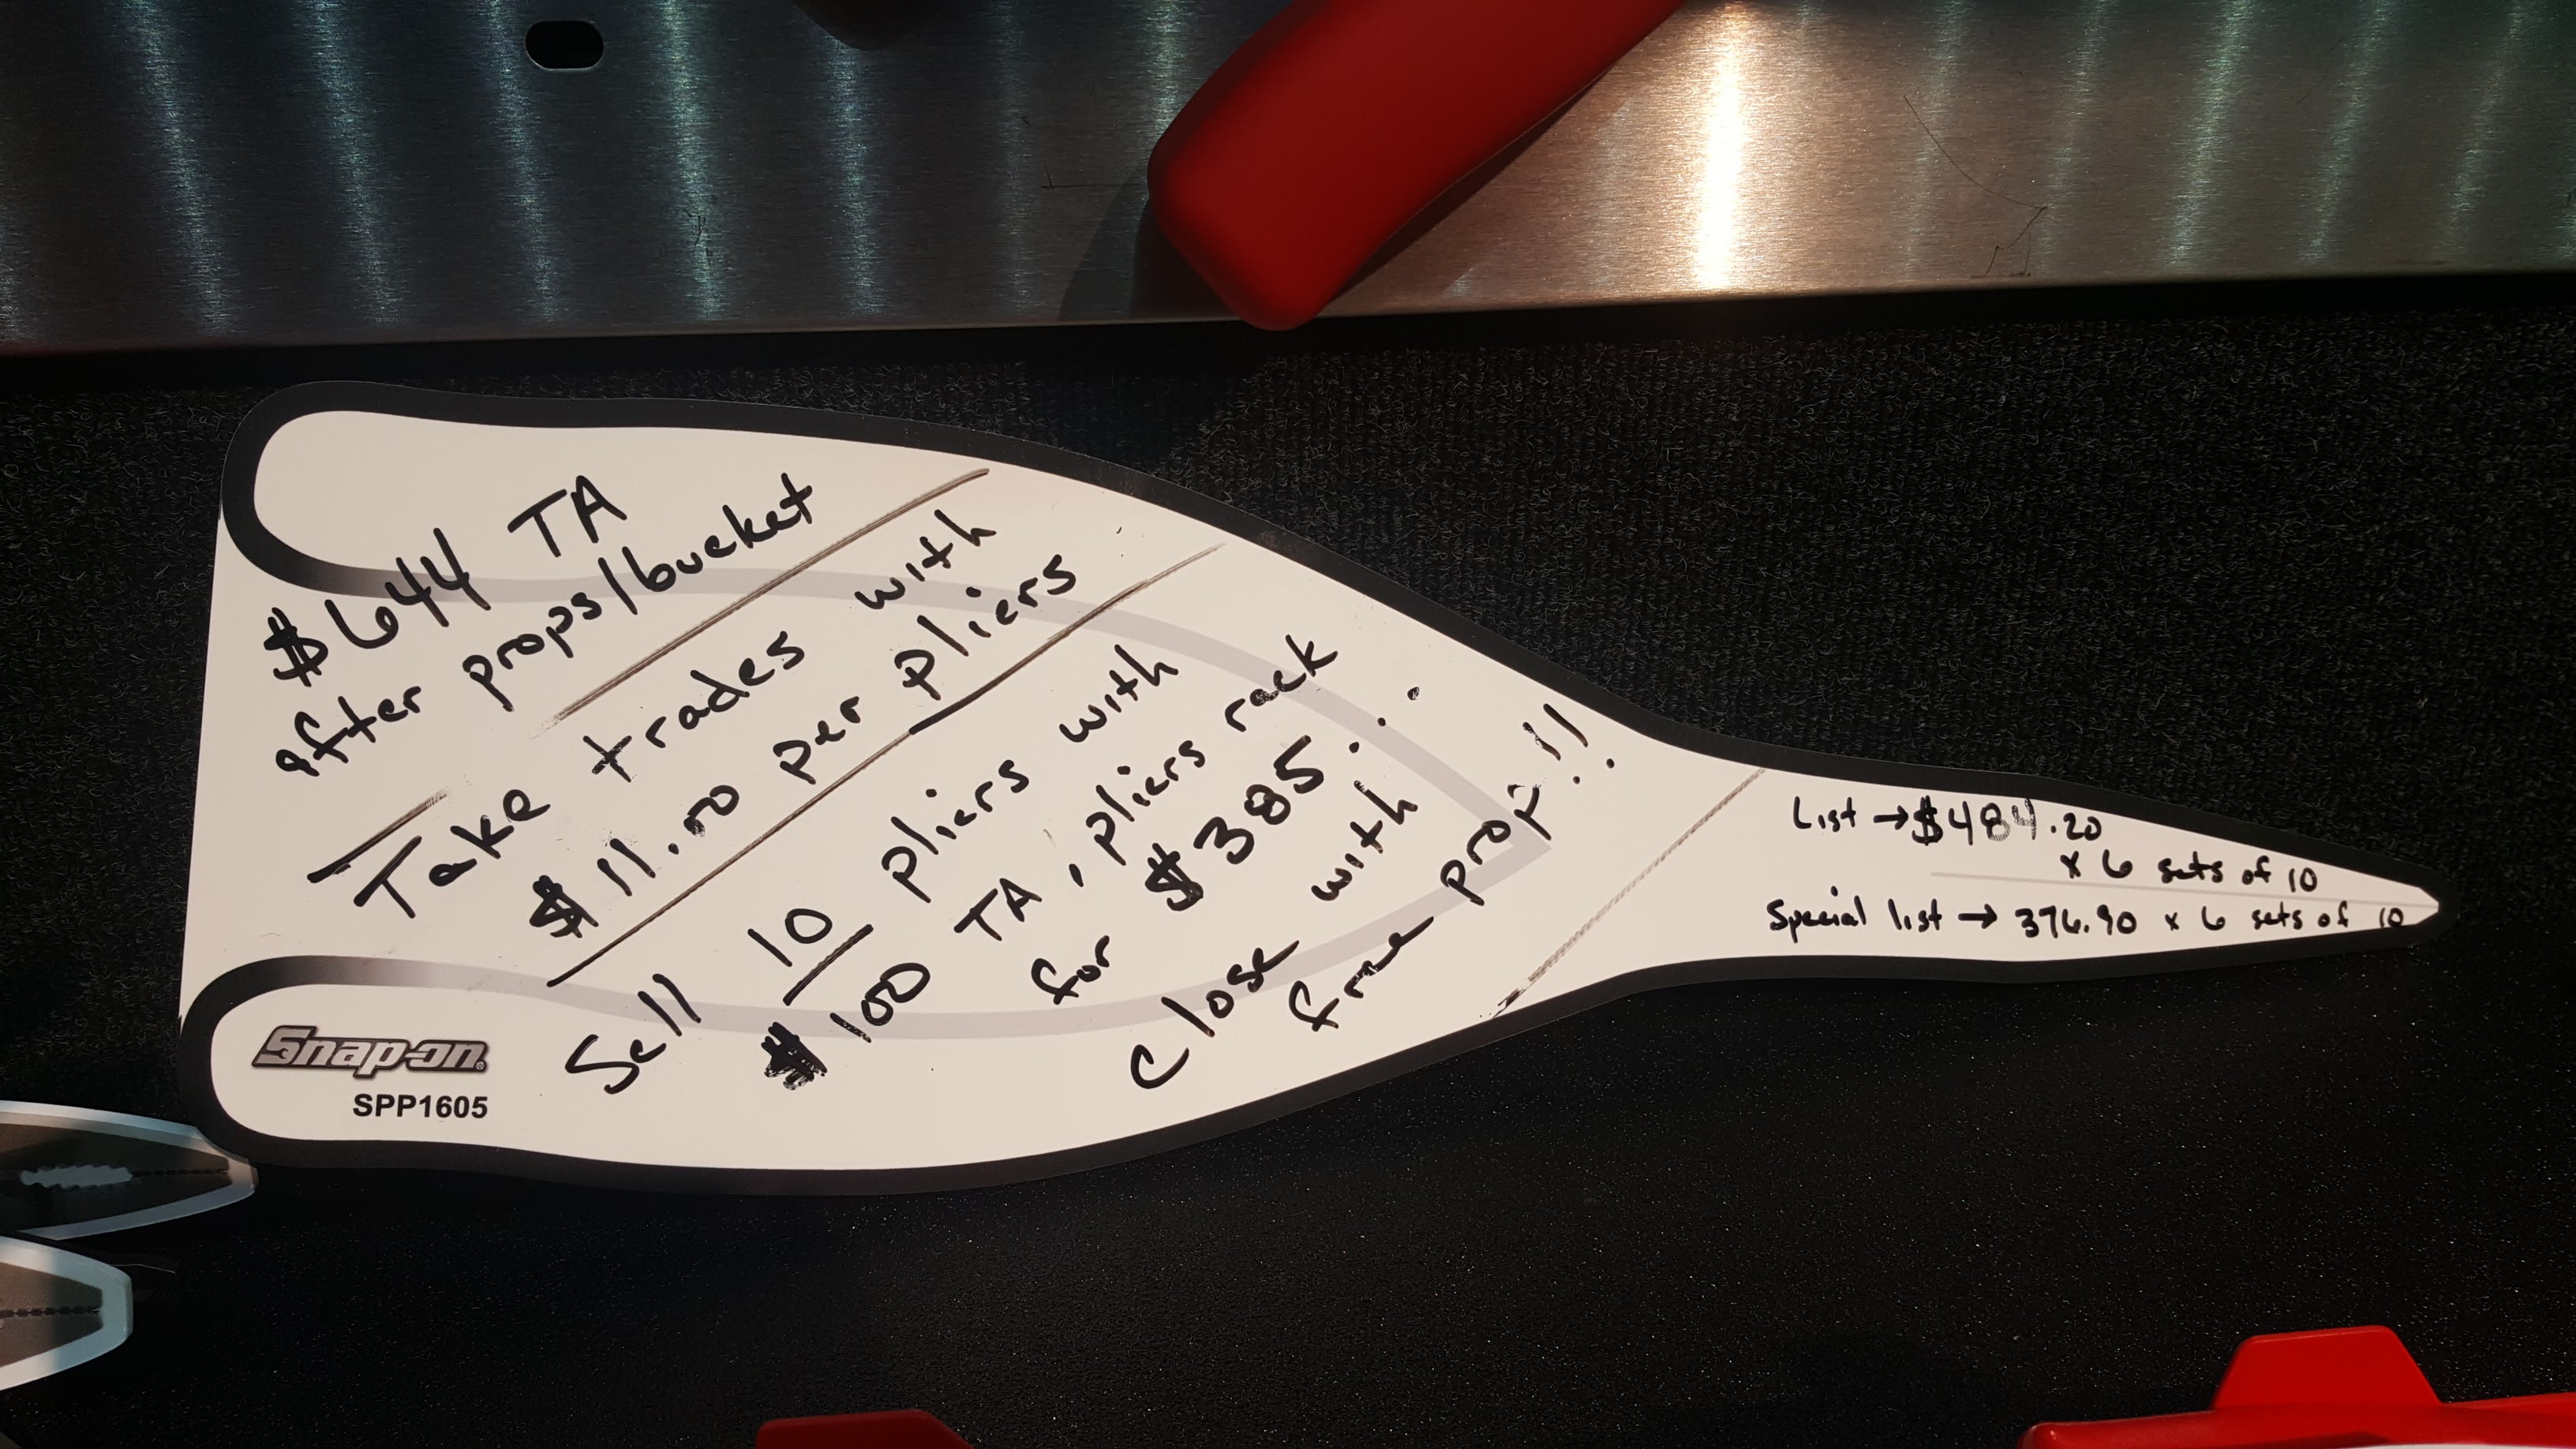 $644 TA
after props/bucket
Take trades with
$11.00 per pliers
Sell 10 pliers with
$100 TA, pliers rack
for $385...
Close with
free prop!!
List → $484.20
x 6 sets of 10
Special list → 376.90 x 6 sets of 10
Snap-on
SPP1605